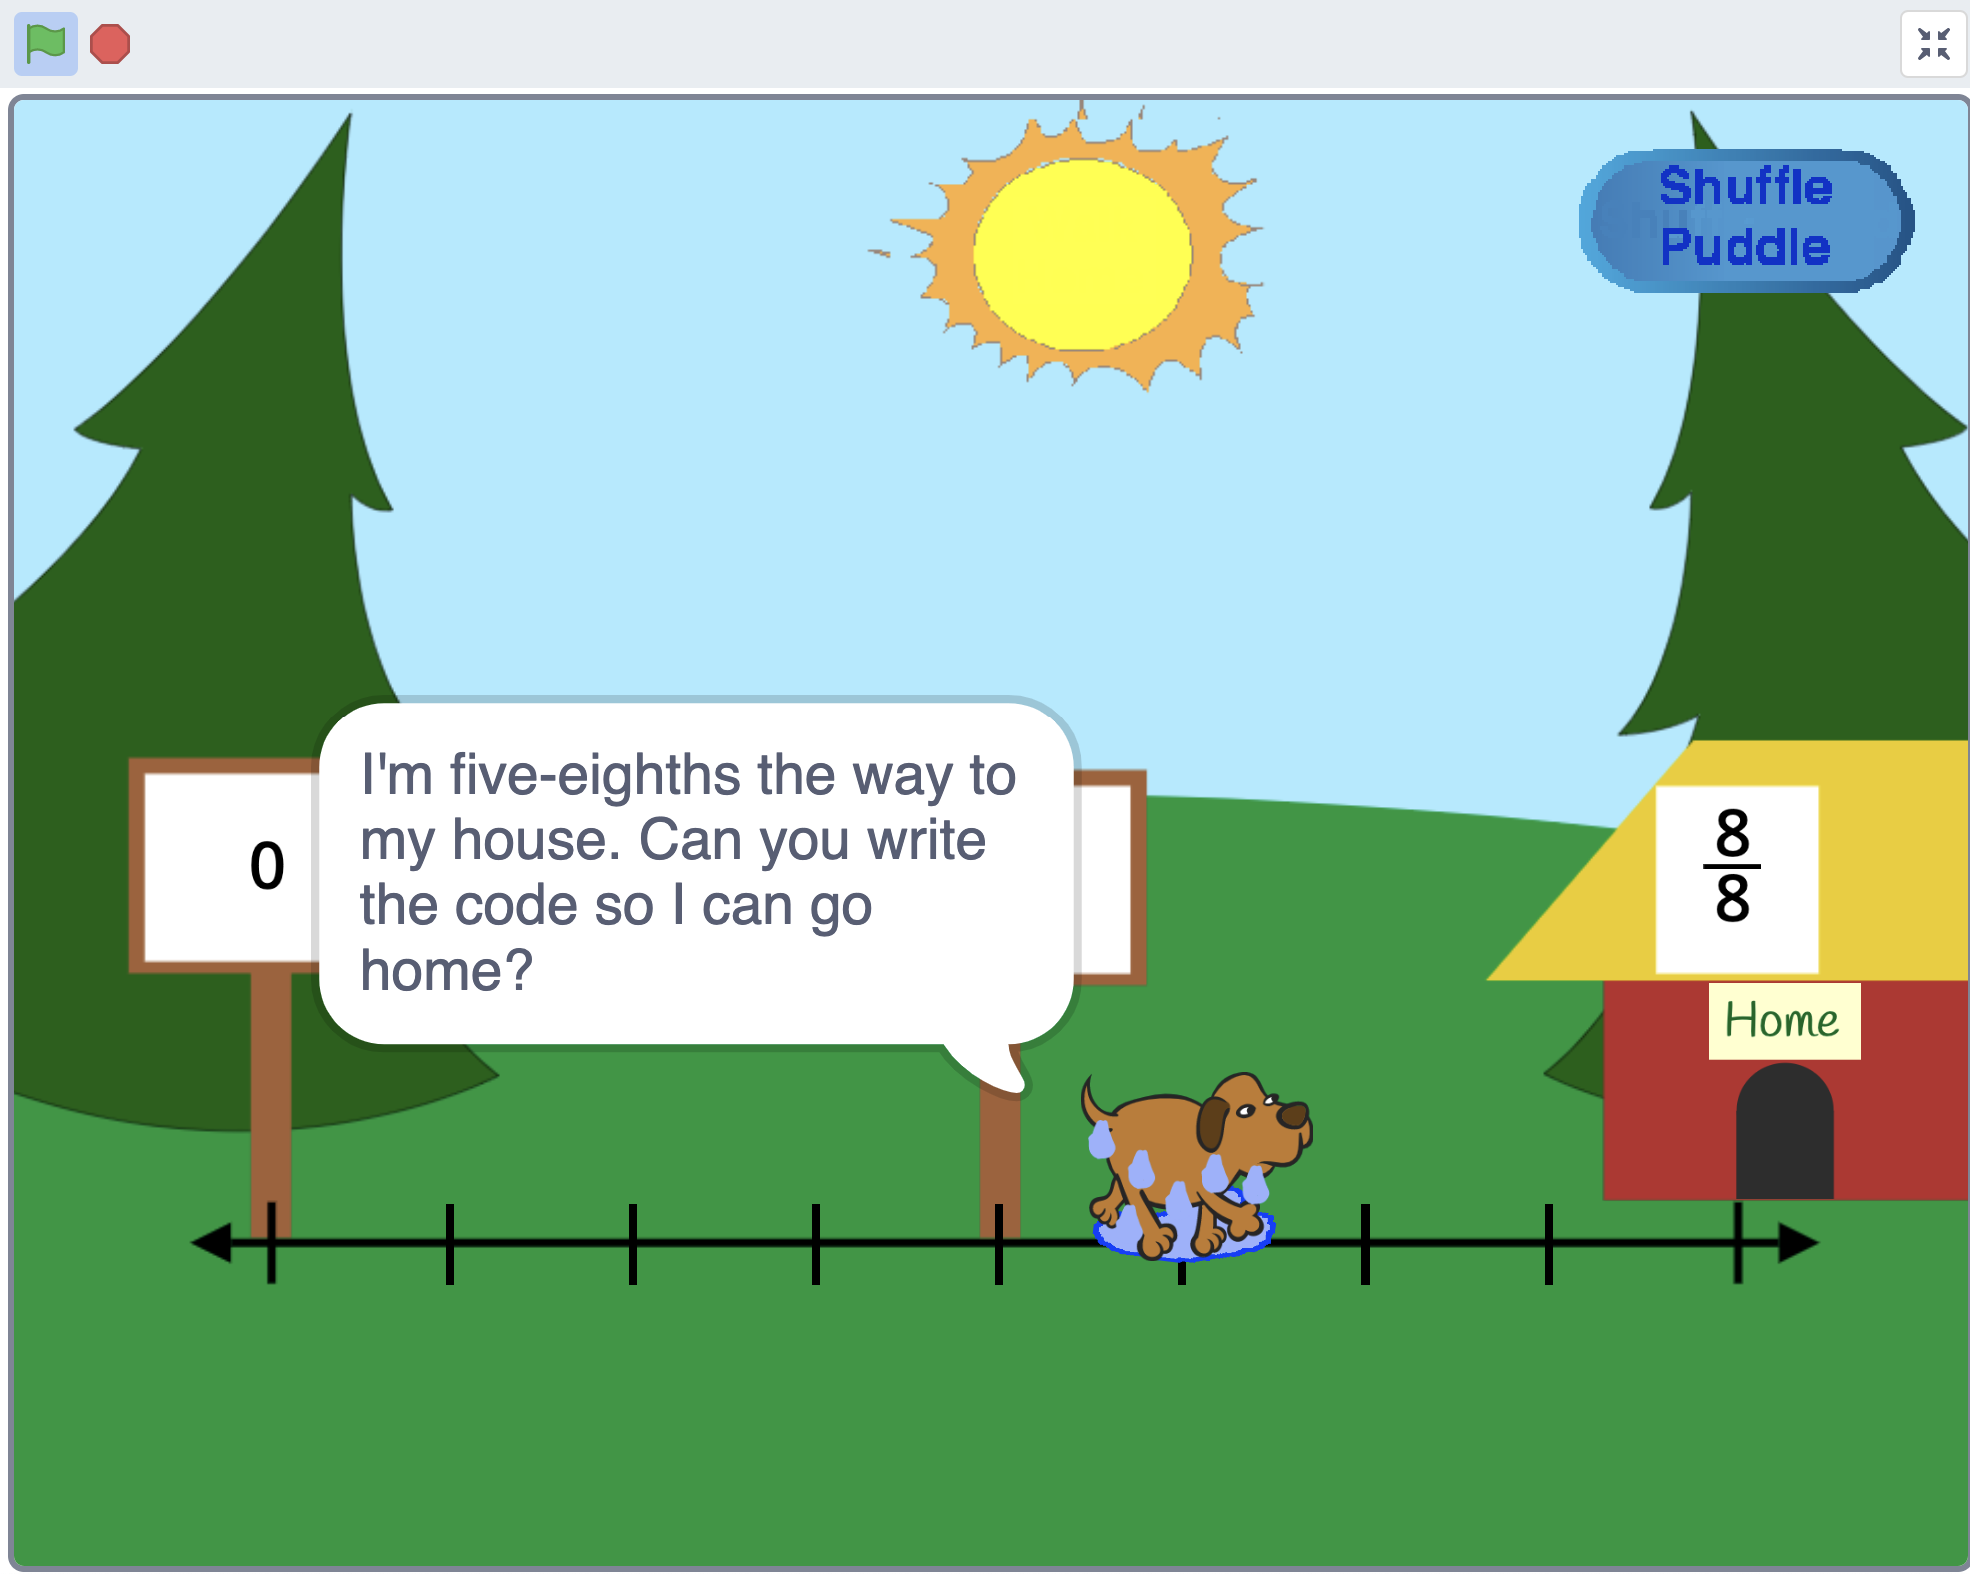 Shuffle
Puddle
I'm five-eighths the way to
my house. Can you write
the code so I can go
home?
0
8
8
Home